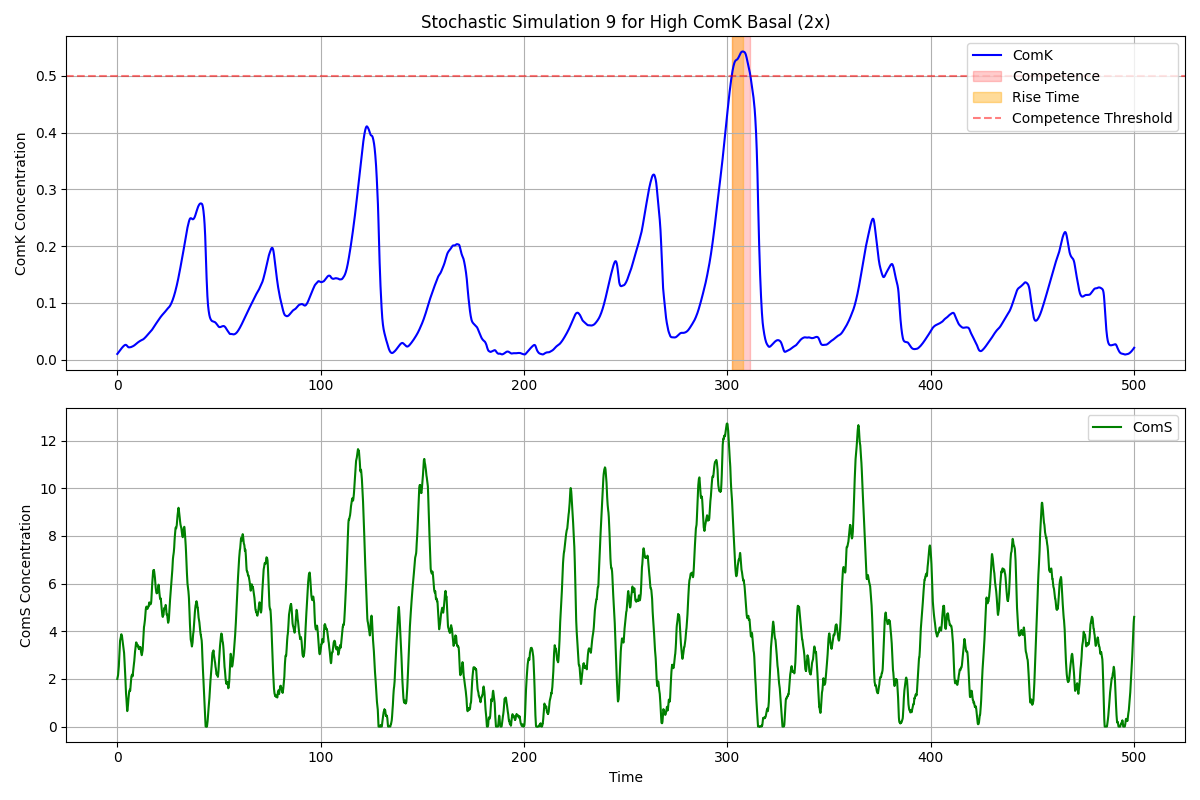 Stochastic Simulation 9 for High ComK Basal (2x)
ComK Concentration
0.5
0.4
0.3
0.2
0.1
0.0
ComK
Competence
Rise Time
Competence Threshold
0 100 200 300 400 500
ComS Concentration
12
10
8
6
4
2
0
ComS
0 100 200 300 400 500
Time